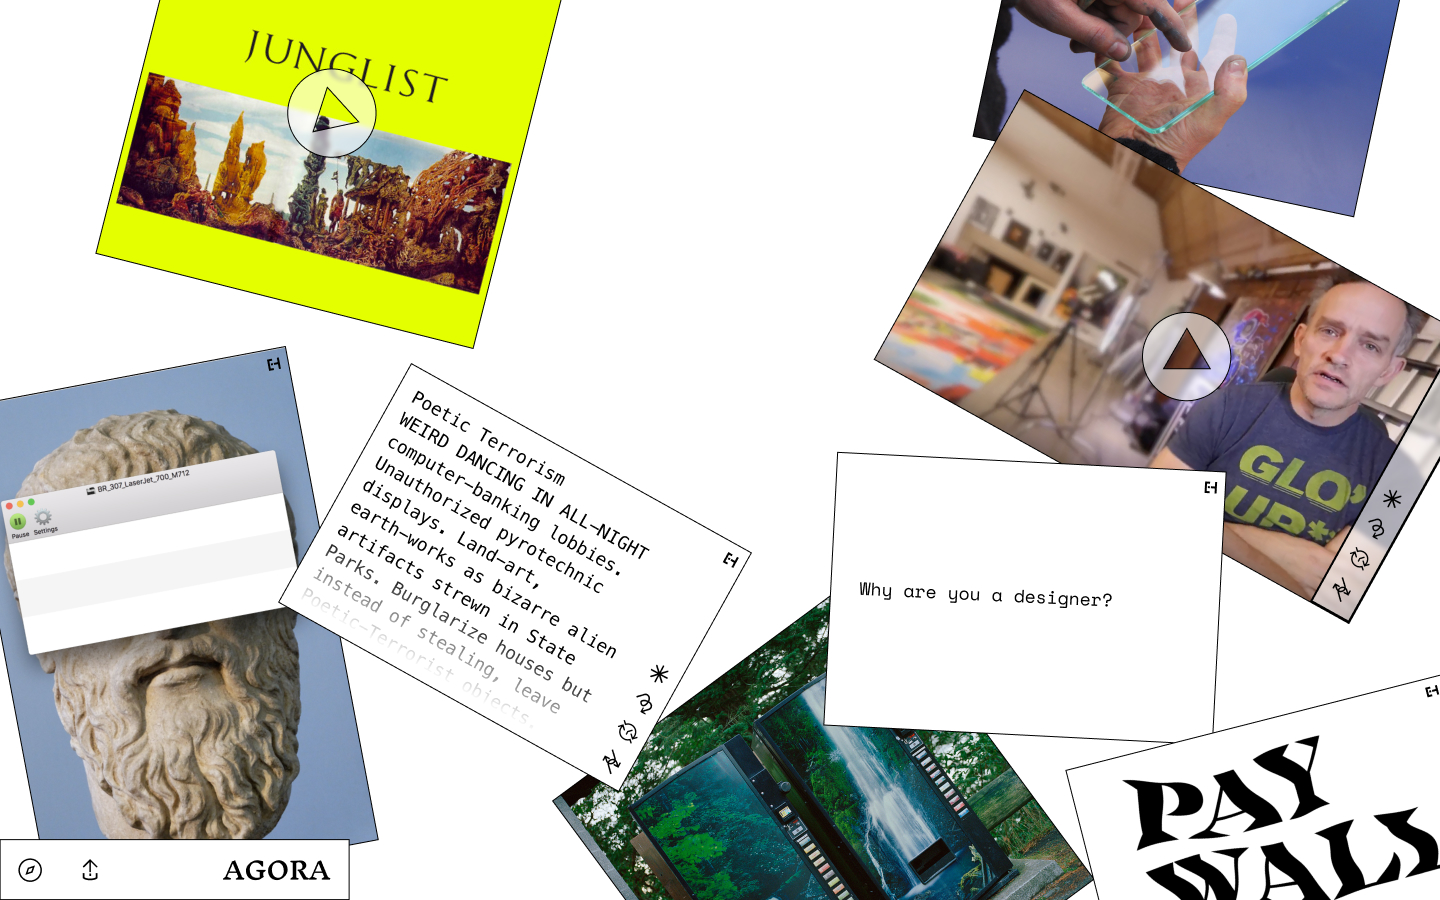 JUNGLIST
BR_307_LaserJet_700_M712
Pause
Settings
Poetic Terrorism
WEIRD DANCING IN ALL—NIGHT
computer—banking lobbies.
Unauthorized pyrotechnic
displays. Land—art,
earth—works as bizarre alien
artifacts strewn in State
Parks. Burglarize houses but
instead of stealing, leave
Poetic—Terrorist objects.
GLO
UP*
Why are you a designer?
PAY
WALL
AGORA